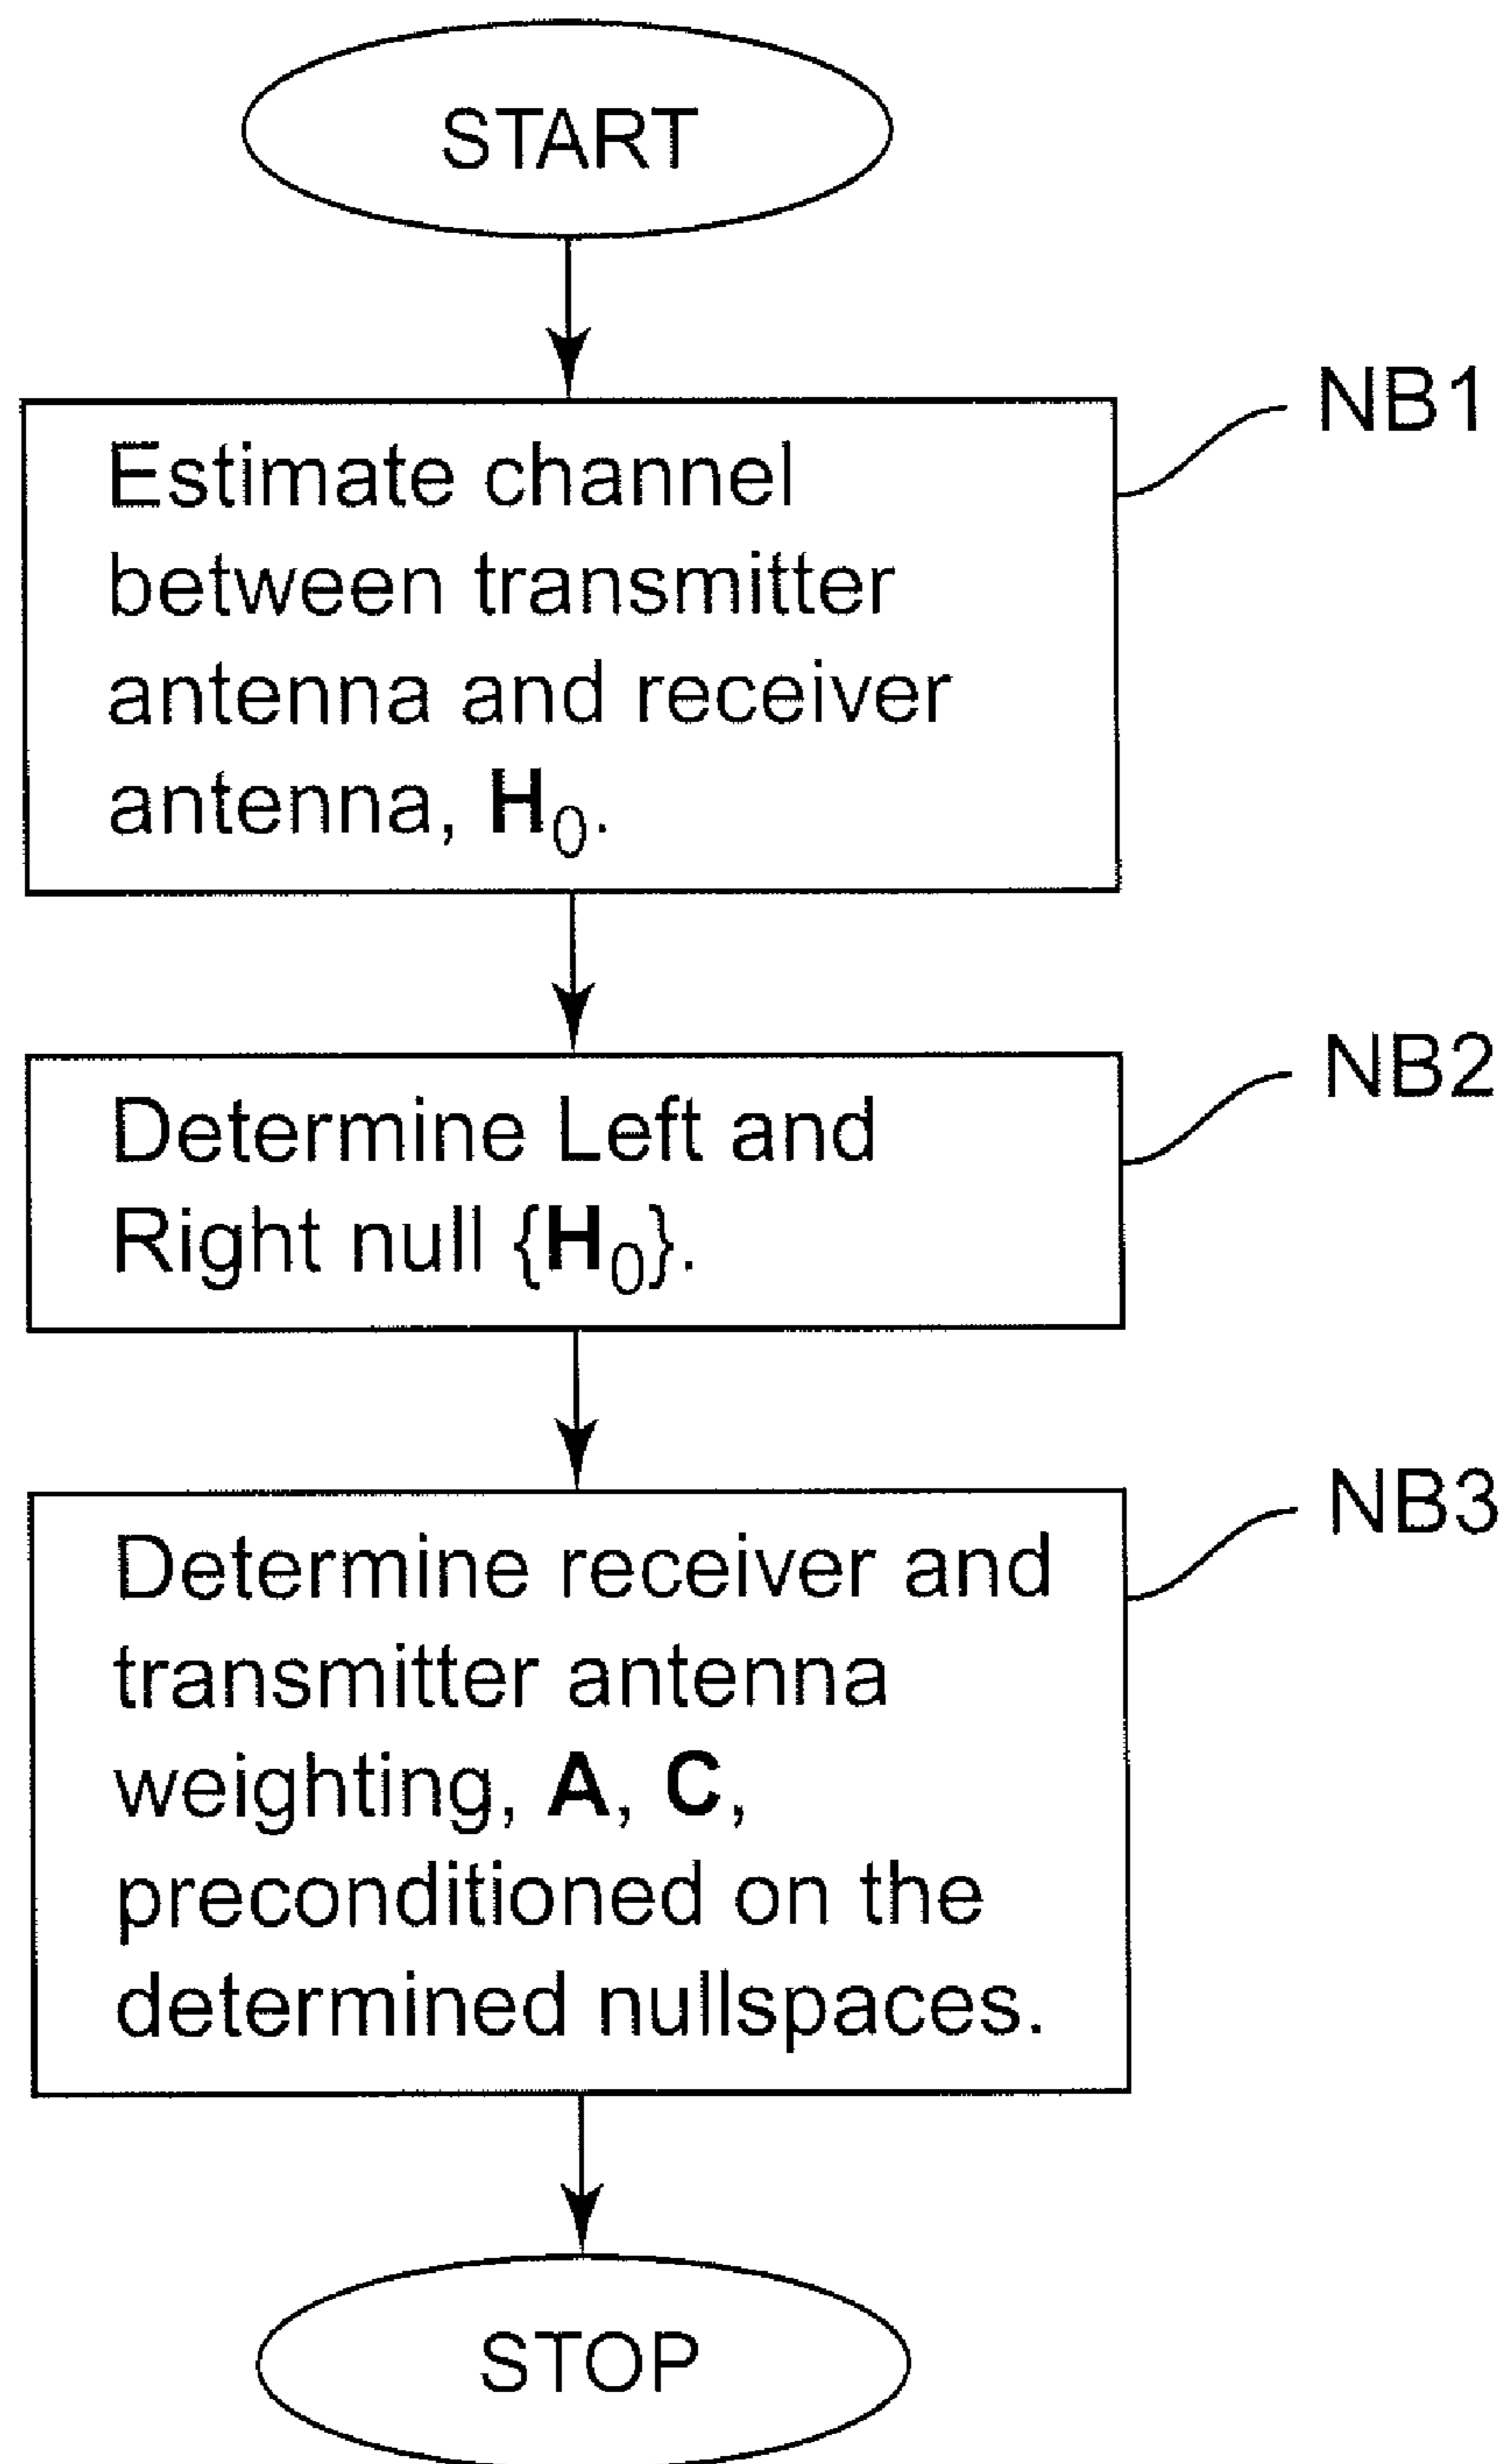 START
NB1
Estimate channel
between transmitter
antenna and receiver
antenna, H₀.
NB2
Determine Left and
Right null {H₀}.
NB3
Determine receiver and
transmitter antenna
weighting, A, C,
preconditioned on the
determined nullspaces.
STOP